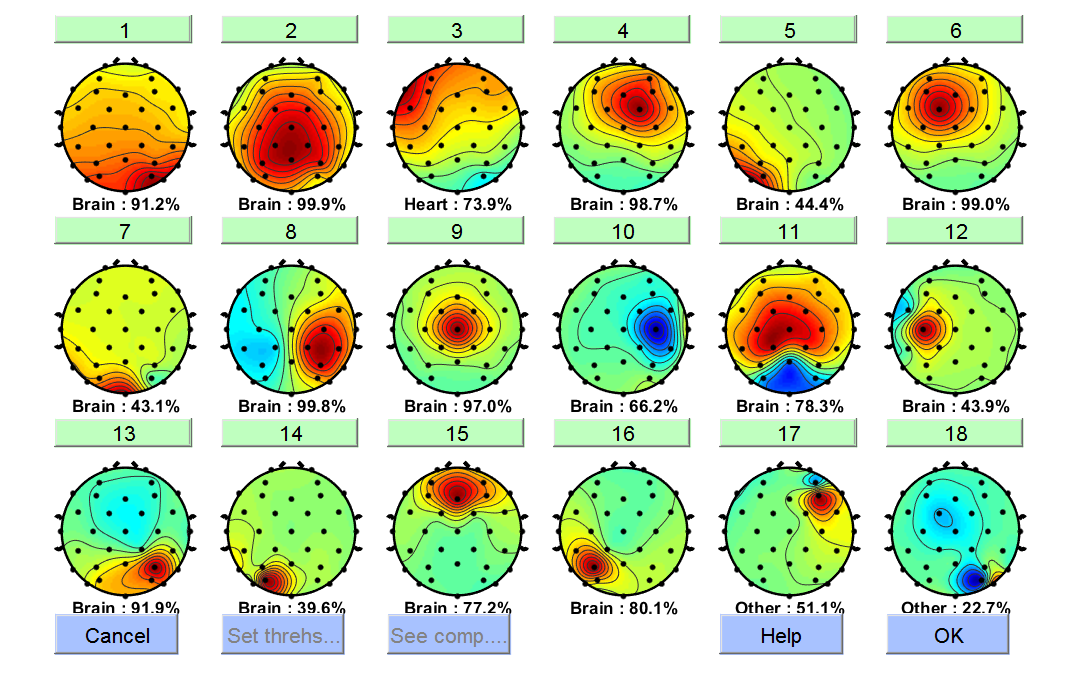 1 2 3 4 5 6
Brain : 91.2% Brain : 99.9% Heart : 73.9% Brain : 98.7% Brain : 44.4% Brain : 99.0%
7 8 9 10 11 12
Brain : 43.1% Brain : 99.8% Brain : 97.0% Brain : 66.2% Brain : 78.3% Brain : 43.9%
13 14 15 16 17 18
Brain : 91.9% Brain : 39.6% Brain : 77.2% Brain : 80.1% Other : 51.1% Other : 22.7%
Cancel Set threhs... See comp.... Help OK